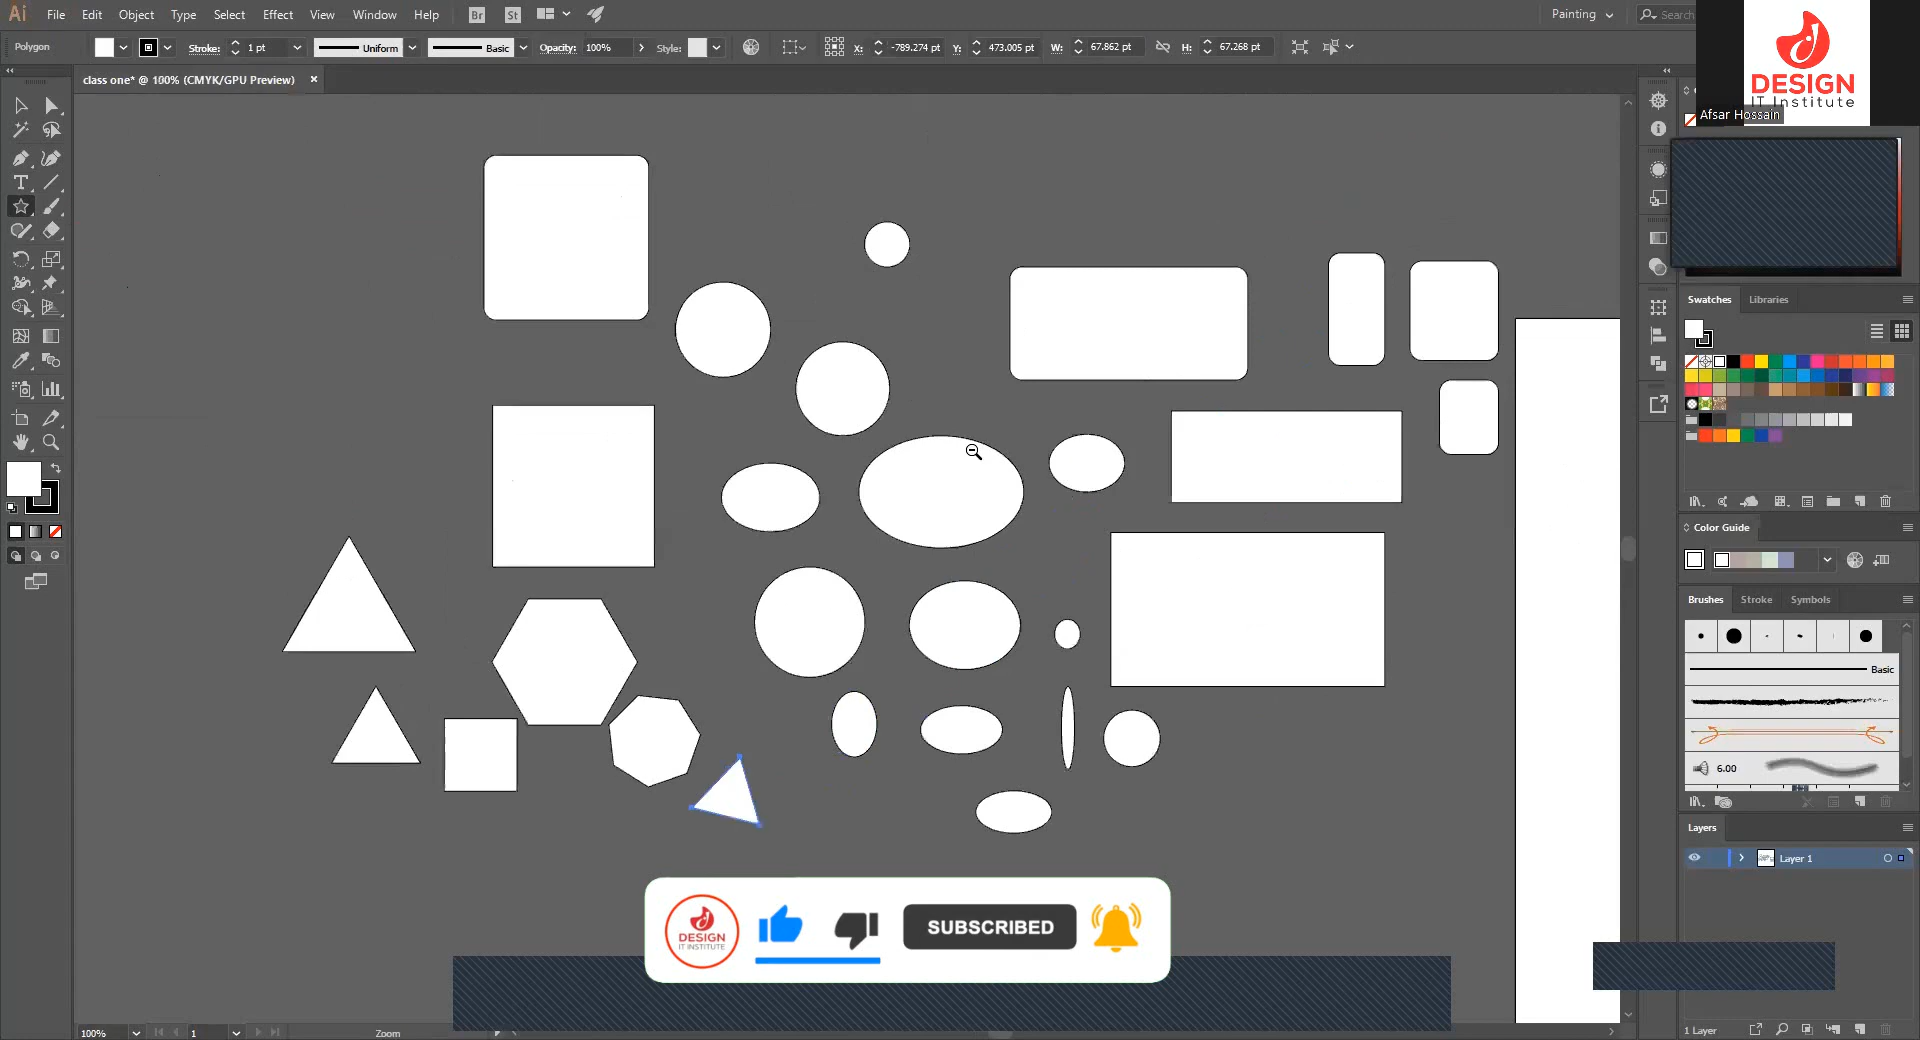 Ai File Edit Object Type Select Effect View Window Help Br St Painting Search
Polygon Stroke: 1 pt Uniform Basic Opacity: 100% Style: X: -789.274 pt Y: 473.005 pt W: 67.862 pt H: 67.268 pt
class one* @ 100% (CMYK/GPU Preview) ×
DESIGN
IT Institute
Afsar Hossain
Swatches Libraries
Color Guide
Brushes Stroke Symbols
Basic
6.00
Layers
Layer 1
DESIGN
IT INSTITUTE
SUBSCRIBED
100% 1 Zoom
1 Layer